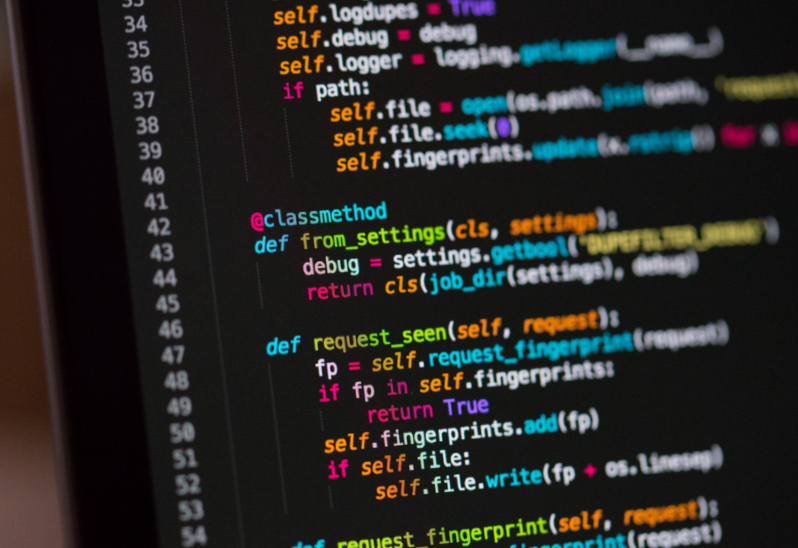 33
34 self.logdupes = True
35 self.debug = debug
36 self.logger = logging.getLogger(__name__)
37 if path:
38 self.file = open(os.path.join(path, 'request
39 self.file.seek(0)
40 self.fingerprints.update(x.rstrip() for x
41
42 @classmethod
43 def from_settings(cls, settings):
44 debug = settings.getbool('DUPEFILTER_DEBUG')
45 return cls(job_dir(settings), debug)
46
47 def request_seen(self, request):
48 fp = self.request_fingerprint(request)
49 if fp in self.fingerprints:
50 return True
51 self.fingerprints.add(fp)
52 if self.file:
53 self.file.write(fp + os.linesep)
54
def request_fingerprint(self, request):
fingerprint(request)